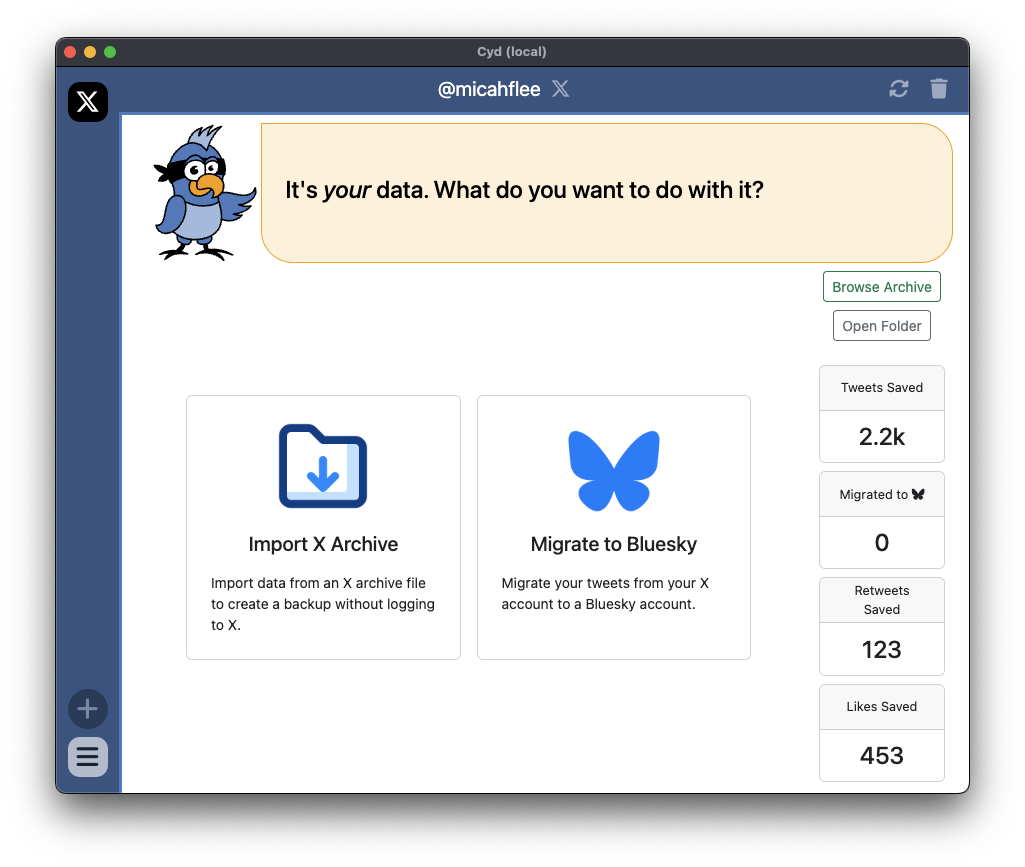 Cyd (local)
@micahflee
It's your data. What do you want to do with it?
Browse Archive
Open Folder
Import X Archive
Import data from an X archive file
to create a backup without logging
to X.
Migrate to Bluesky
Migrate your tweets from your X
account to a Bluesky account.
Tweets Saved
2.2k
Migrated to
0
Retweets
Saved
123
Likes Saved
453